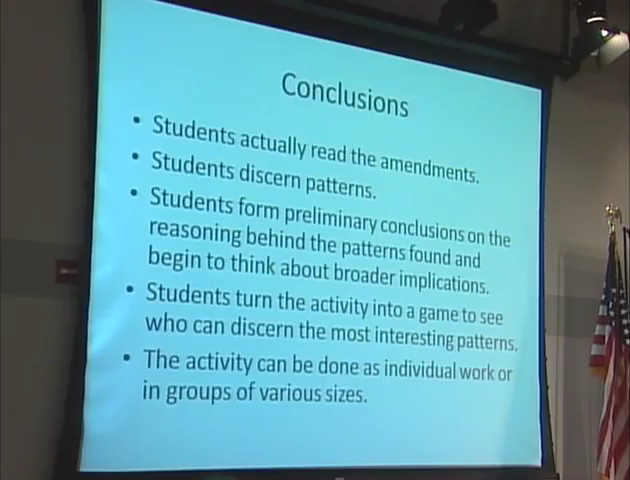 Conclusions
• Students actually read the amendments.
• Students discern patterns.
• Students form preliminary conclusions on the
reasoning behind the patterns found and
begin to think about broader implications.
• Students turn the activity into a game to see
who can discern the most interesting patterns.
• The activity can be done as individual work or
in groups of various sizes.